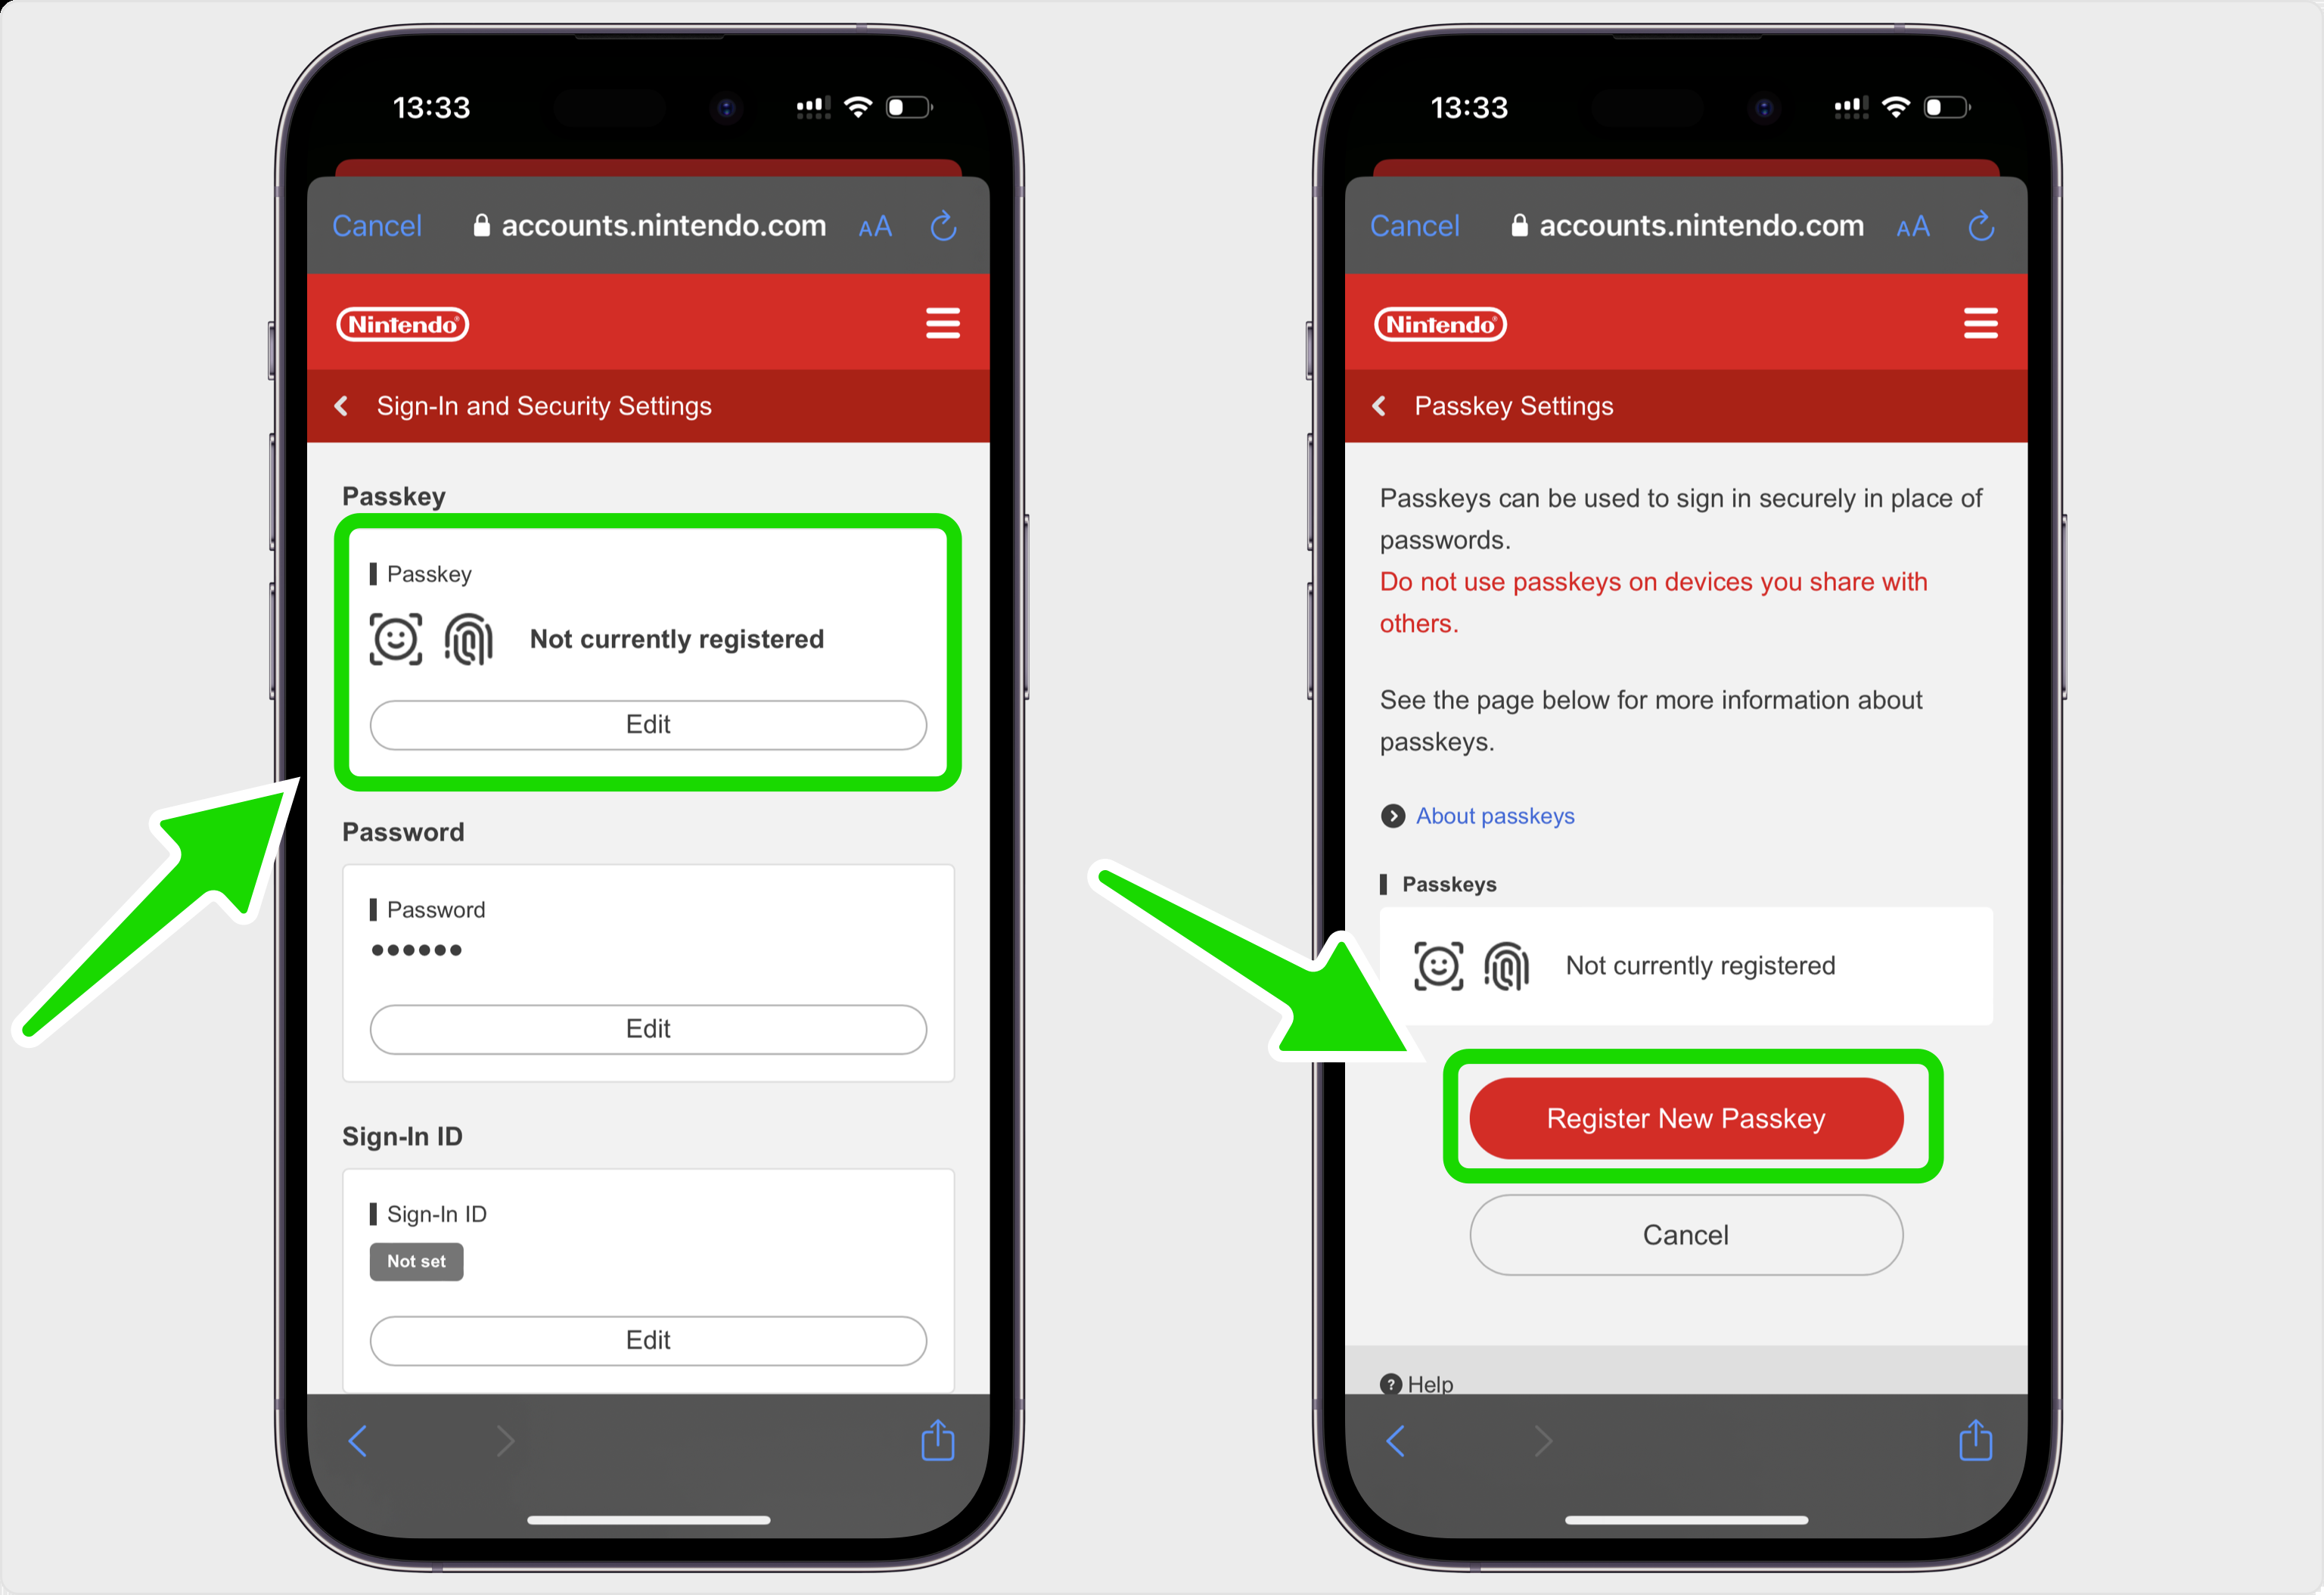 13:33
Cancel accounts.nintendo.com AA
Nintendo
Sign-In and Security Settings
Passkey
Passkey
Not currently registered
Edit
Password
Password
••••••
Edit
Sign-In ID
Sign-In ID
Not set
Edit
13:33
Cancel accounts.nintendo.com AA
Nintendo
Passkey Settings
Passkeys can be used to sign in securely in place of
passwords.
Do not use passkeys on devices you share with
others.
See the page below for more information about
passkeys.
About passkeys
Passkeys
Not currently registered
Register New Passkey
Cancel
? Help